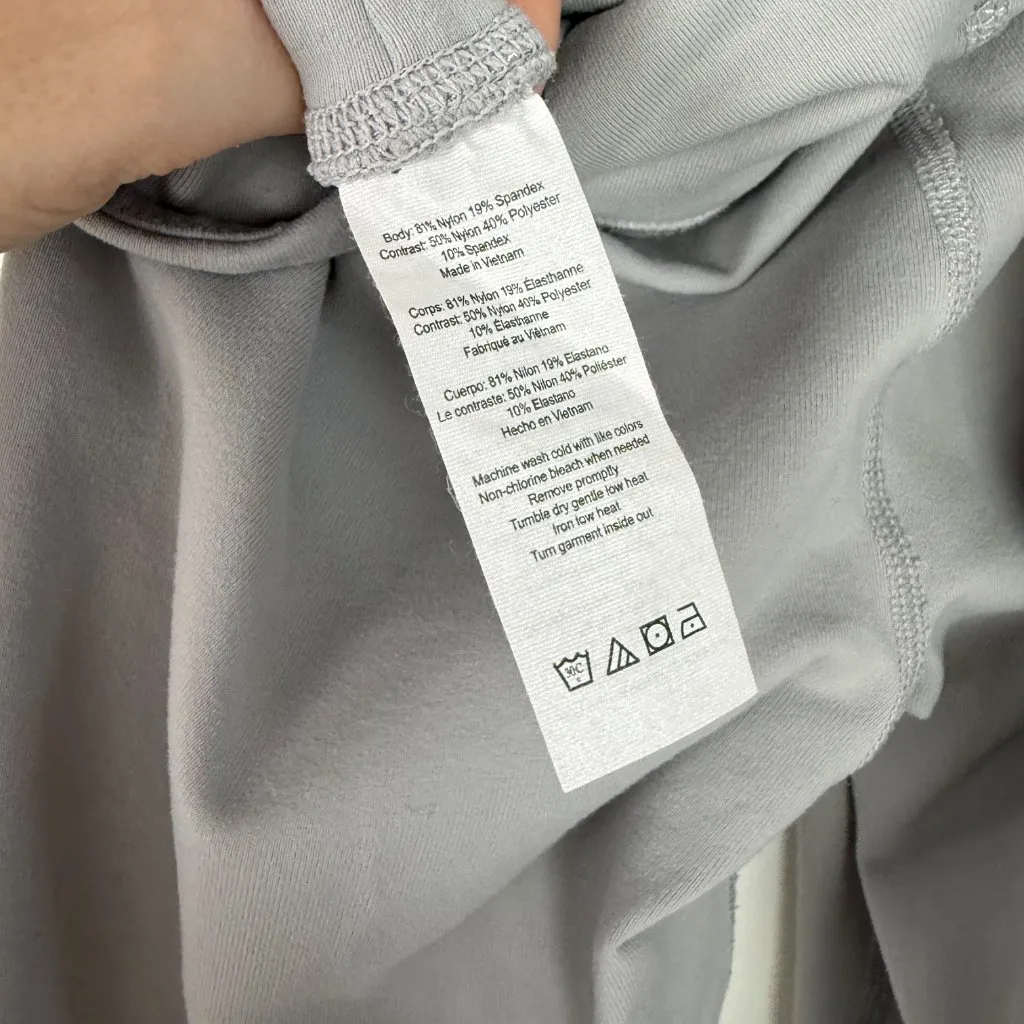 Body: 81% Nylon 19% Spandex
Contrast: 50% Nylon 40% Polyester
10% Spandex
Made in Vietnam
Corps: 81% Nylon 19% Élasthanne
Contrast: 50% Nylon 40% Polyester
10% Élasthanne
Fabriqué au Viêtnam
Cuerpo: 81% Nilon 19% Elastano
Le contraste: 50% Nilon 40% Poliéster
10% Elastano
Hecho en Vietnam
Machine wash cold with like colors
Non-chlorine bleach when needed
Remove promptly
Tumble dry gentle low heat
Iron low heat
Turn garment inside out
30C